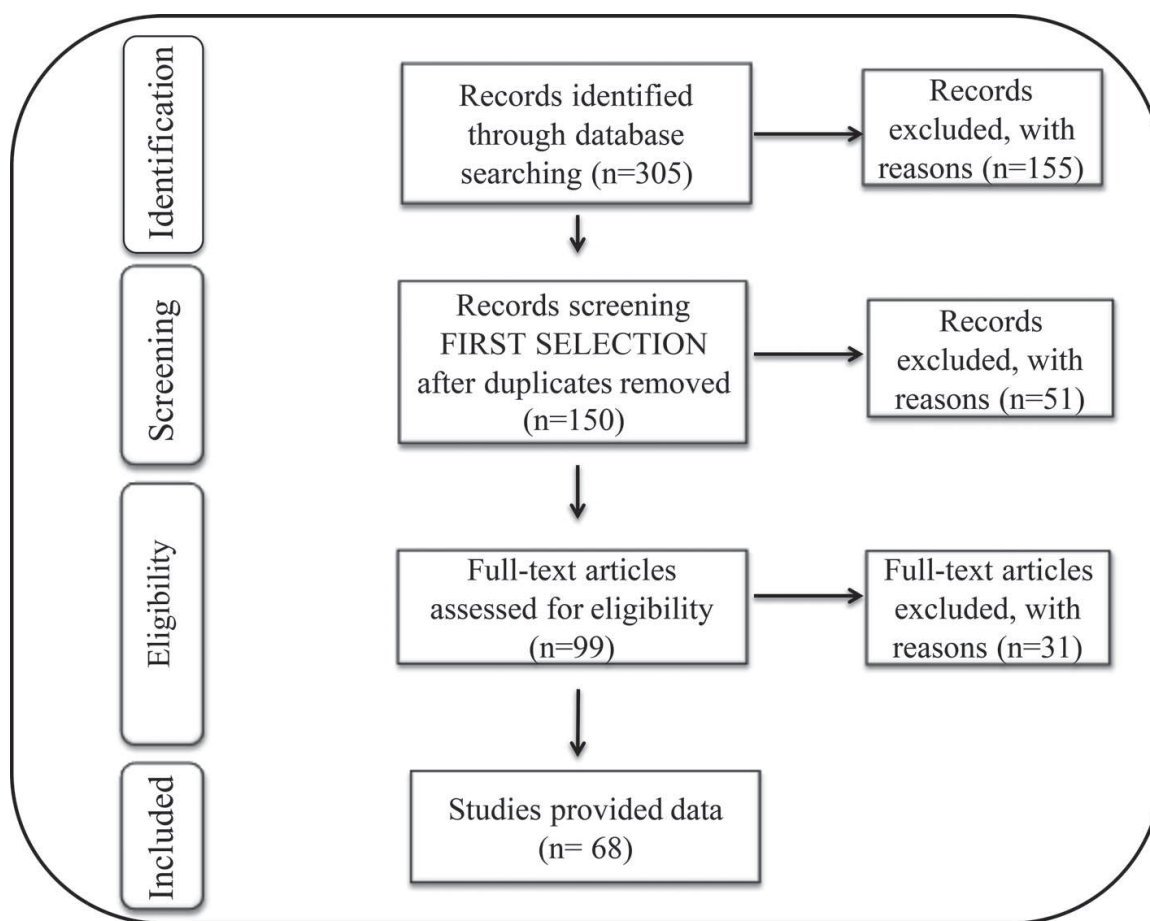 Identification
Records identified
through database
searching (n=305)
Records
excluded, with
reasons (n=155)
Screening
Records screening
FIRST SELECTION
after duplicates removed
(n=150)
Records
excluded, with
reasons (n=51)
Eligibility
Full-text articles
assessed for eligibility
(n=99)
Full-text articles
excluded, with
reasons (n=31)
Included
Studies provided data
(n= 68)